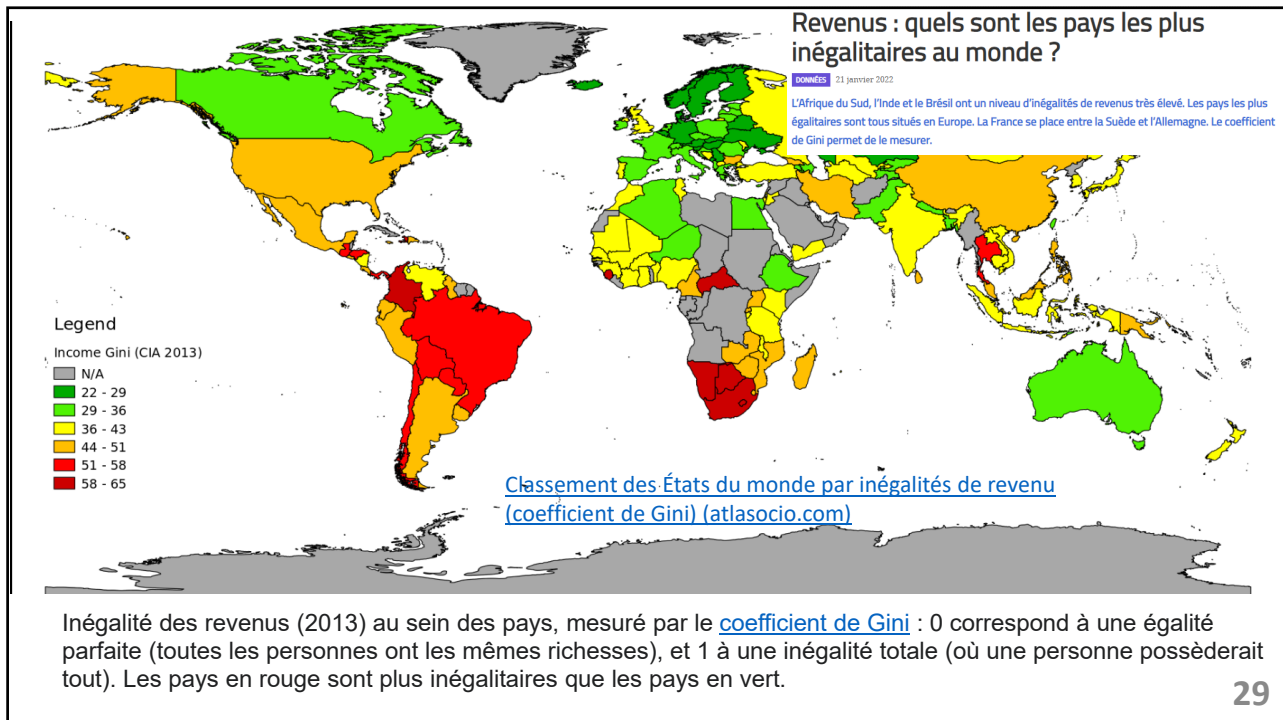 Revenus : quels sont les pays les plus
inégalitaires au monde ?
DONNÉES 21 janvier 2022
L'Afrique du Sud, l'Inde et le Brésil ont un niveau d'inégalités de revenus très élevé. Les pays les plus
égalitaires sont tous situés en Europe. La France se place entre la Suède et l'Allemagne. Le coefficient
de Gini permet de le mesurer.
Legend
Income Gini (CIA 2013)
N/A
22 - 29
29 - 36
36 - 43
44 - 51
51 - 58
58 - 65
Classement des États du monde par inégalités de revenu
(coefficient de Gini) (atlasocio.com)
Inégalité des revenus (2013) au sein des pays, mesuré par le coefficient de Gini : 0 correspond à une égalité
parfaite (toutes les personnes ont les mêmes richesses), et 1 à une inégalité totale (où une personne possèderait
tout). Les pays en rouge sont plus inégalitaires que les pays en vert.
29